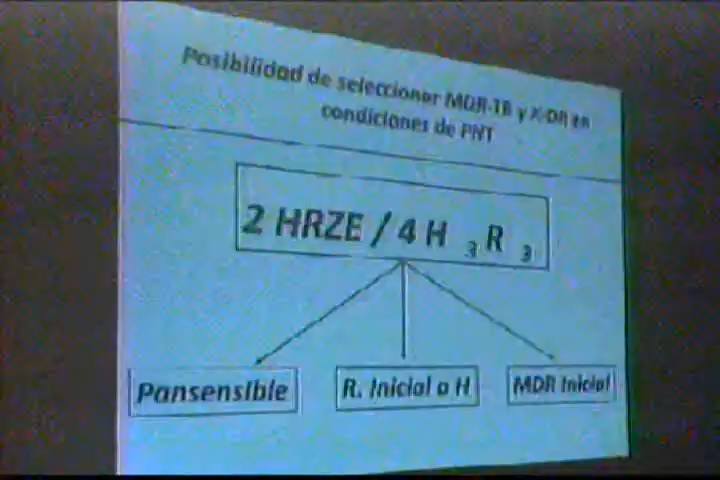 Posibilidad de seleccionar MDR-TB y X-DR en
condiciones de PNT
2 HRZE / 4 H 3 R 3
Pansensible
R. Inicial a H
MDR Inicial